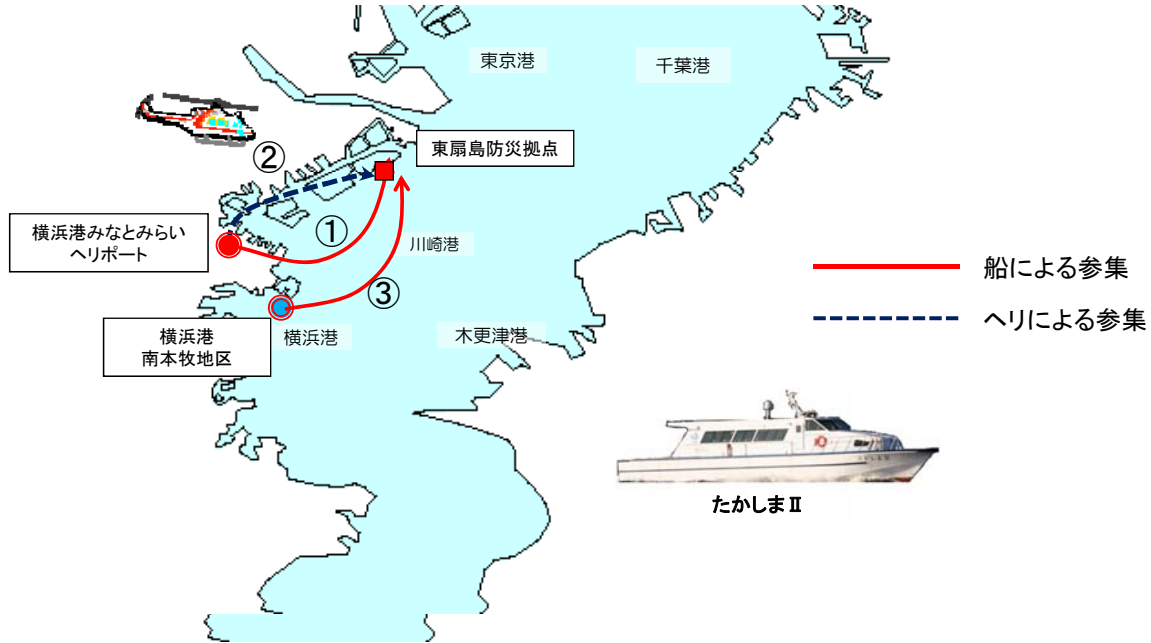 東京港
千葉港
東扇島防災拠点
②
横浜港みなとみらい
ヘリポート
①
川崎港
船による参集
③
ヘリによる参集
横浜港
南本牧地区
横浜港
木更津港
たかしまⅡ